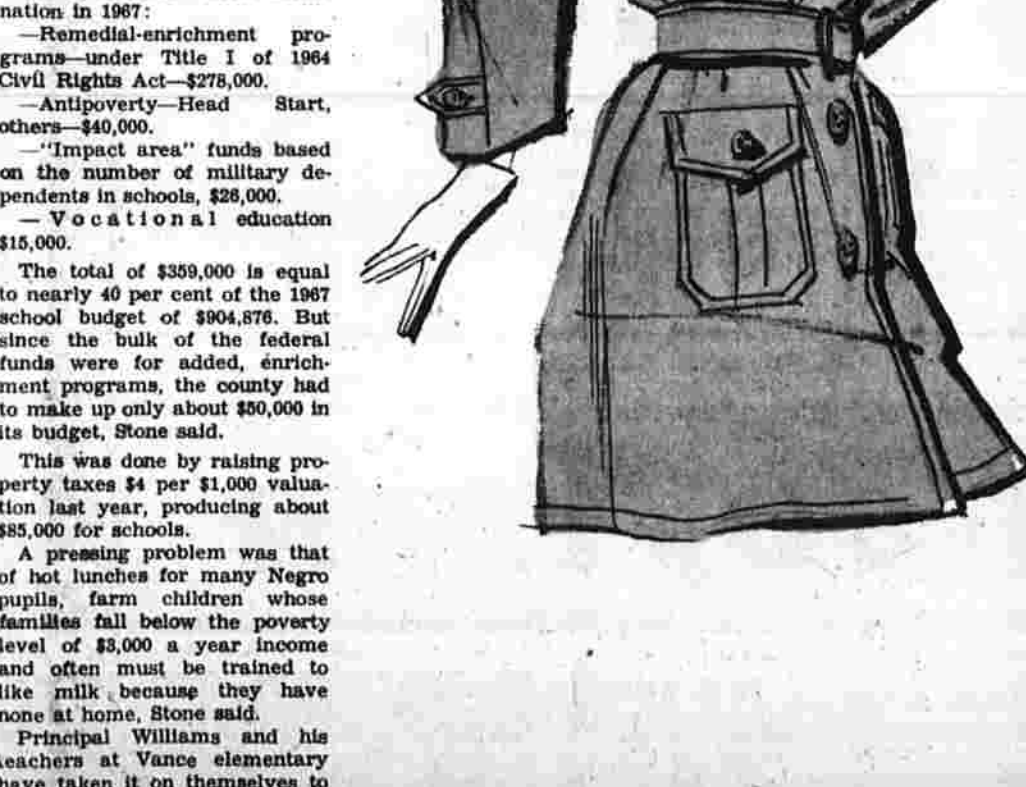 nation in 1967:
—Remedial-enrichment pro-
grams—under Title I of 1964
Civil Rights Act—$278,000.
—Antipoverty—Head Start,
others—$40,000.
—"Impact area" funds based
on the number of military de-
pendents in schools, $26,000.
— Vocational education
$15,000.
The total of $359,000 is equal
to nearly 40 per cent of the 1967
school budget of $904,876. But
since the bulk of the federal
funds were for added, enrich-
ment programs, the county had
to make up only about $50,000 in
its budget, Stone said.
This was done by raising pro-
perty taxes $4 per $1,000 valua-
tion last year, producing about
$85,000 for schools.
A pressing problem was that
of hot lunches for many Negro
pupils, farm children whose
families fall below the poverty
level of $3,000 a year income
and often must be trained to
like milk because they have
none at home, Stone said.
Principal Williams and his
teachers at Vance elementary
have taken it on themselves to